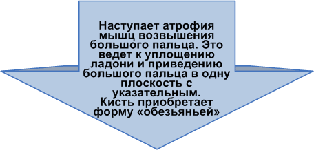 Наступает атрофия
мышц возвышения
большого пальца. Это
ведет к уплощению
ладони и приведению
большого пальца в одну
плоскость с
указательным.
Кисть приобретает
форму «обезьяньей»